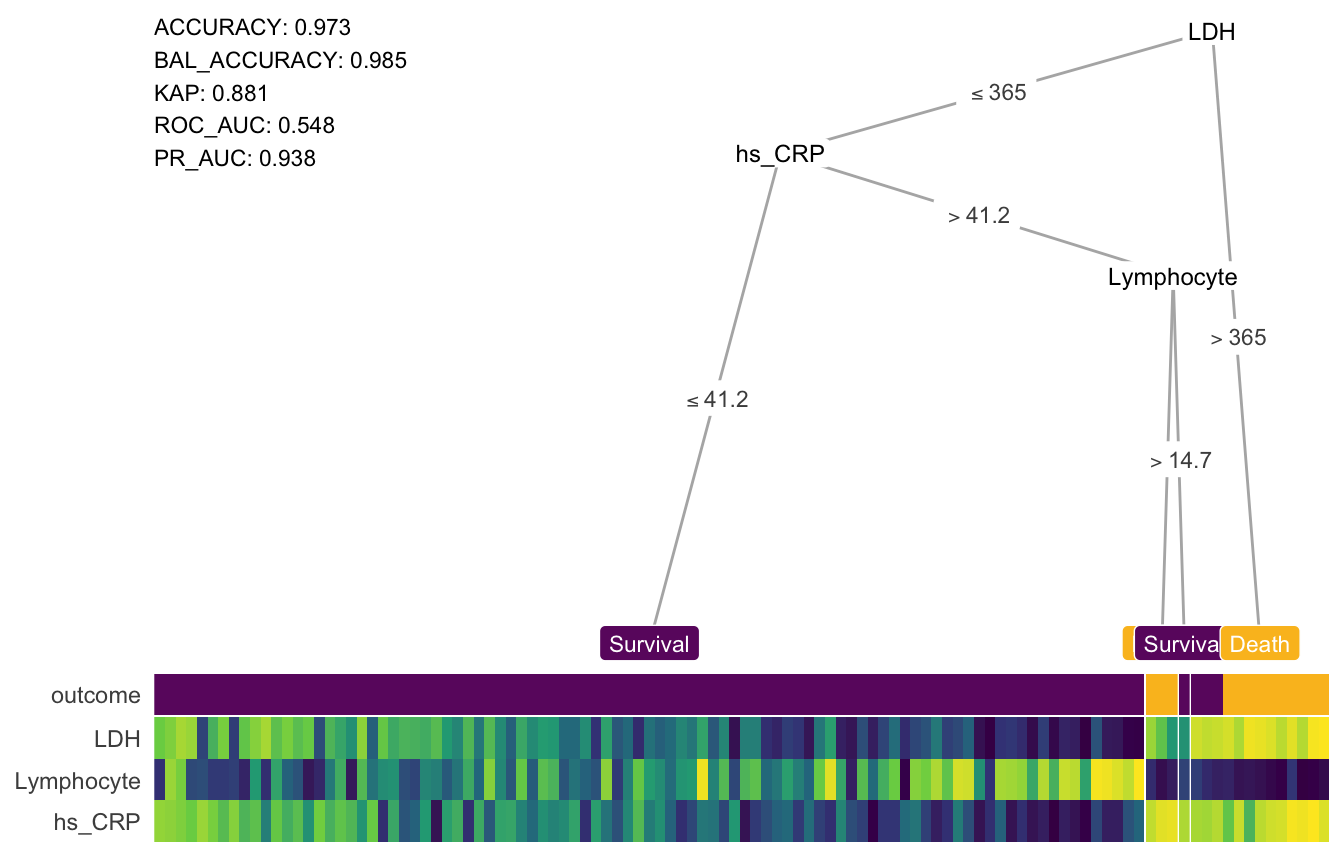 ACCURACY: 0.973
BAL_ACCURACY: 0.985
KAP: 0.881
ROC_AUC: 0.548
PR_AUC: 0.938
LDH
≤ 365
hs_CRP
> 41.2
Lymphocyte
> 365
≤ 41.2
> 14.7
Survival
Death
outcome
LDH
Lymphocyte
hs_CRP